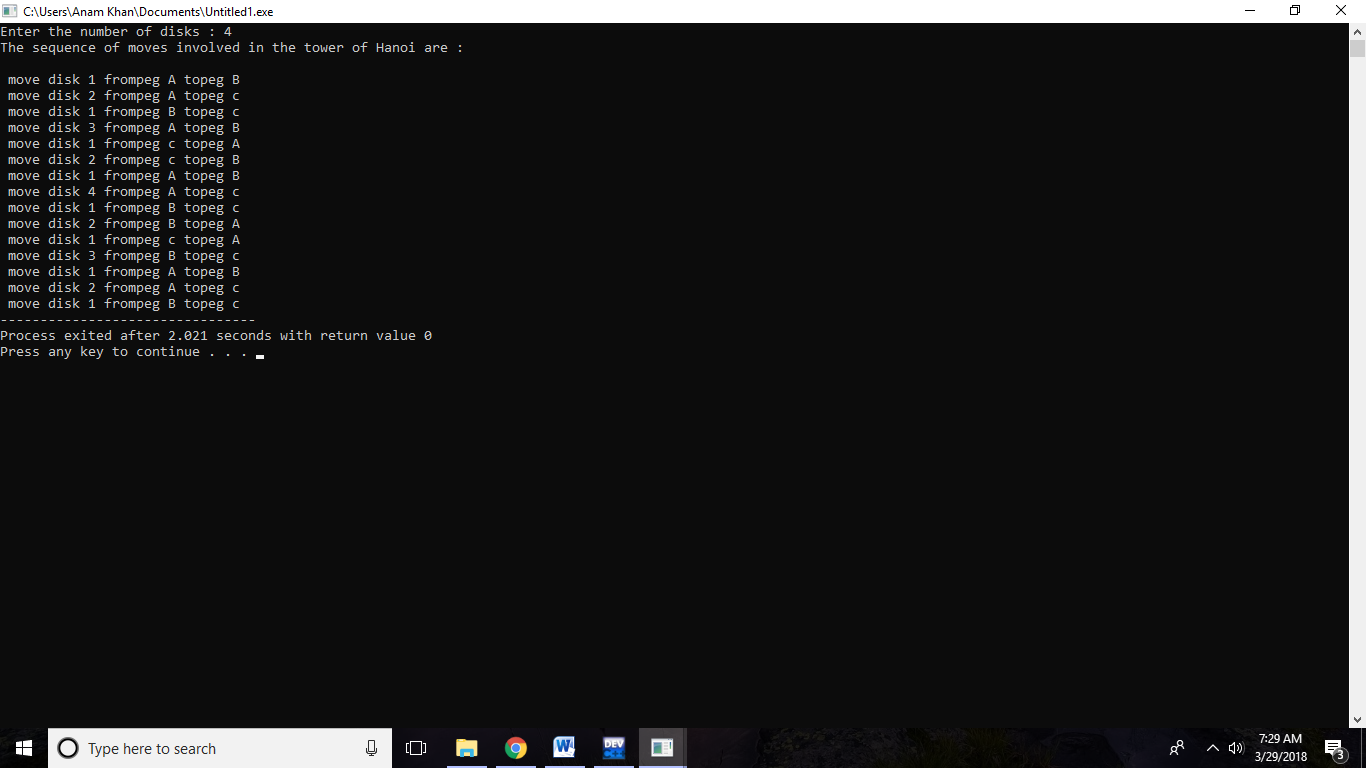 C:\Users\Anam Khan\Documents\Untitled1.exe
Enter the number of disks : 4
The sequence of moves involved in the tower of Hanoi are :
move disk 1 frompeg A topeg B
move disk 2 frompeg A topeg c
move disk 1 frompeg B topeg c
move disk 3 frompeg A topeg B
move disk 1 frompeg c topeg A
move disk 2 frompeg c topeg B
move disk 1 frompeg A topeg B
move disk 4 frompeg A topeg c
move disk 1 frompeg B topeg c
move disk 2 frompeg B topeg A
move disk 1 frompeg c topeg A
move disk 3 frompeg B topeg c
move disk 1 frompeg A topeg B
move disk 2 frompeg A topeg c
move disk 1 frompeg B topeg c
--------------------------------
Process exited after 2.021 seconds with return value 0
Press any key to continue . . .
Type here to search
W
DEV
7:29 AM
3/29/2018
3